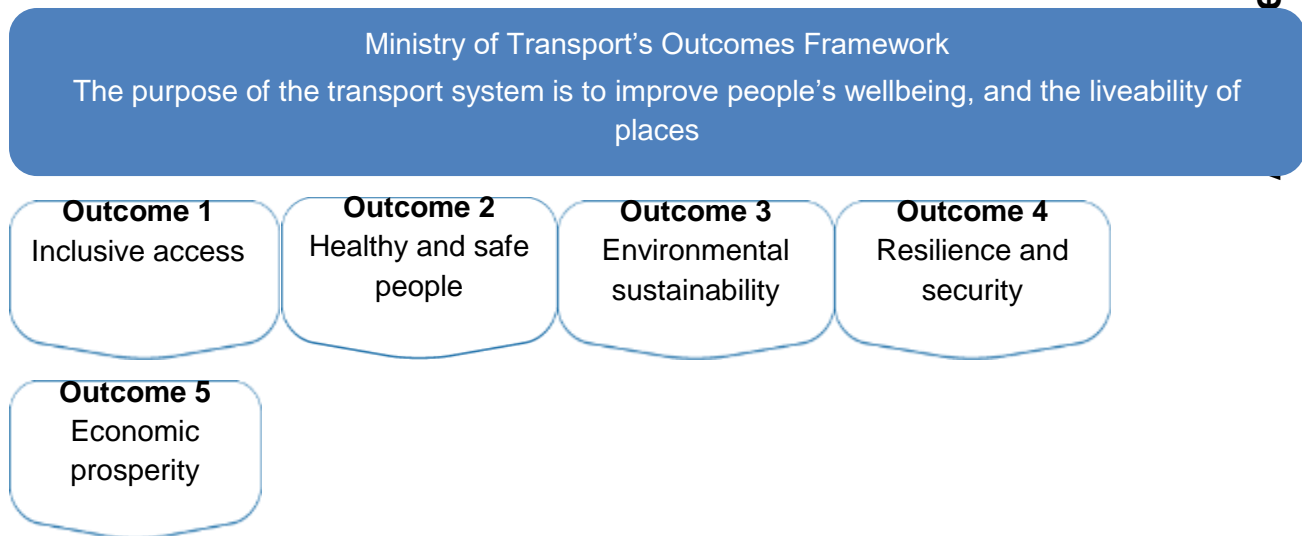 Ministry of Transport’s Outcomes Framework
The purpose of the transport system is to improve people’s wellbeing, and the liveability of
places
Outcome 1
Inclusive access
Outcome 2
Healthy and safe
people
Outcome 3
Environmental
sustainability
Outcome 4
Resilience and
security
Outcome 5
Economic
prosperity